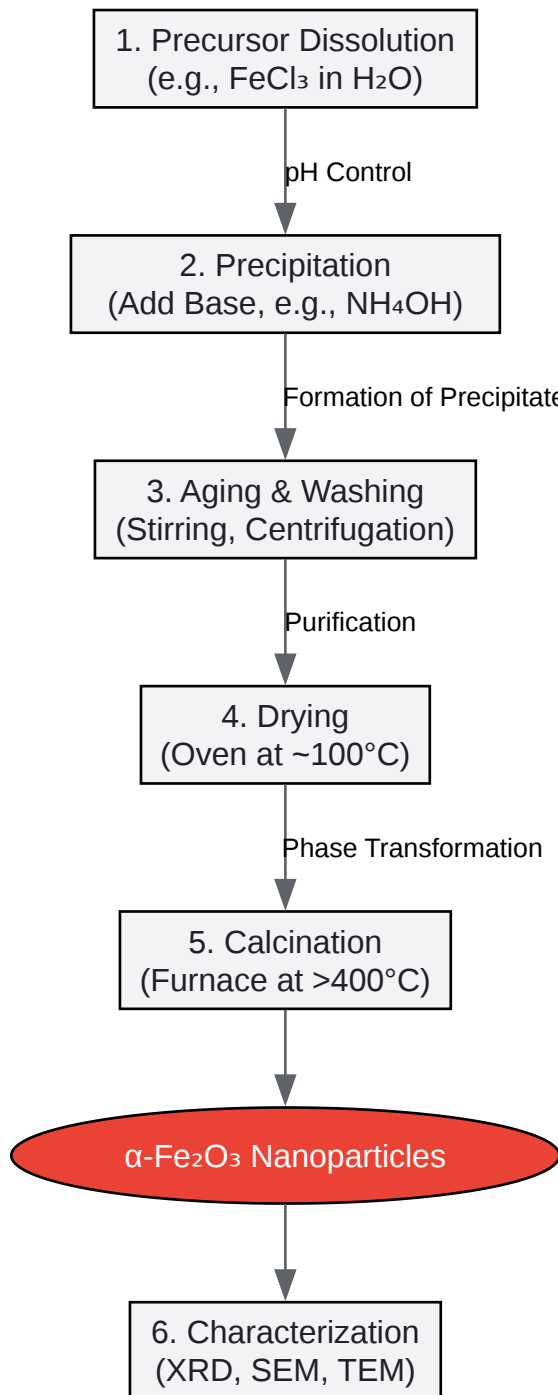 1. Precursor Dissolution
(e.g., FeCl₃ in H₂O)
pH Control
2. Precipitation
(Add Base, e.g., NH₄OH)
Formation of Precipitate
3. Aging & Washing
(Stirring, Centrifugation)
Purification
4. Drying
(Oven at ~100°C)
Phase Transformation
5. Calcination
(Furnace at >400°C)
α-Fe₂O₃ Nanoparticles
6. Characterization
(XRD, SEM, TEM)